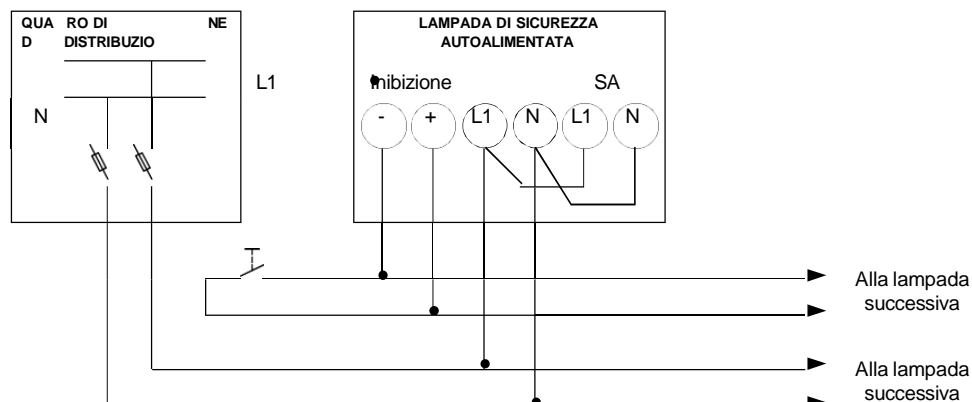 QUA RO DI NE
D DISTRIBUZIO
L1
N
LAMPADA DI SICUREZZA
AUTOALIMENTATA
Inibizione SA
- + L1 N L1 N
Alla lampada
successiva
Alla lampada
successiva